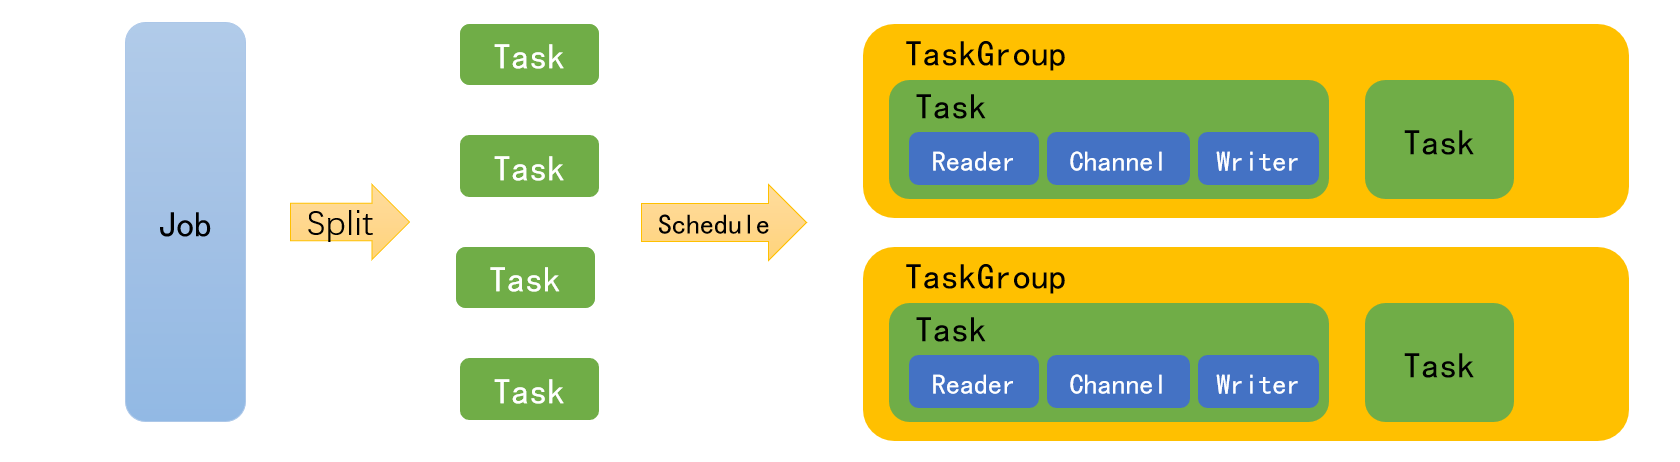 Job
Split
Task
Task
Task
Task
Schedule
TaskGroup
Task
Reader Channel Writer
Task
TaskGroup
Task
Reader Channel Writer
Task